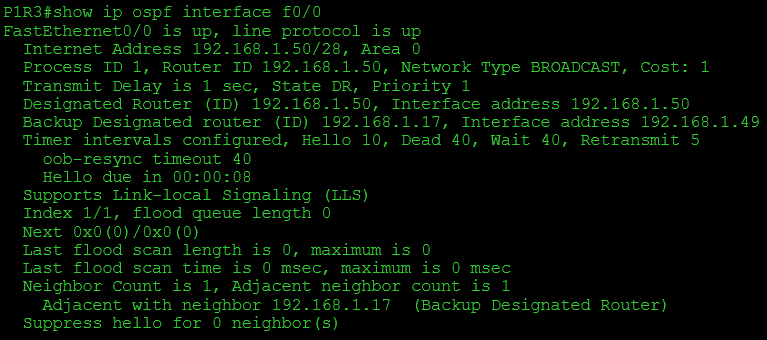 P1R3#show ip ospf interface f0/0
FastEthernet0/0 is up, line protocol is up
Internet Address 192.168.1.50/28, Area 0
Process ID 1, Router ID 192.168.1.50, Network Type BROADCAST, Cost: 1
Transmit Delay is 1 sec, State DR, Priority 1
Designated Router (ID) 192.168.1.50, Interface address 192.168.1.50
Backup Designated router (ID) 192.168.1.17, Interface address 192.168.1.49
Timer intervals configured, Hello 10, Dead 40, Wait 40, Retransmit 5
oob-resync timeout 40
Hello due in 00:00:08
Supports Link-local Signaling (LLS)
Index 1/1, flood queue length 0
Next 0x0(0)/0x0(0)
Last flood scan length is 0, maximum is 0
Last flood scan time is 0 msec, maximum is 0 msec
Neighbor Count is 1, Adjacent neighbor count is 1
Adjacent with neighbor 192.168.1.17  (Backup Designated Router)
Suppress hello for 0 neighbor(s)